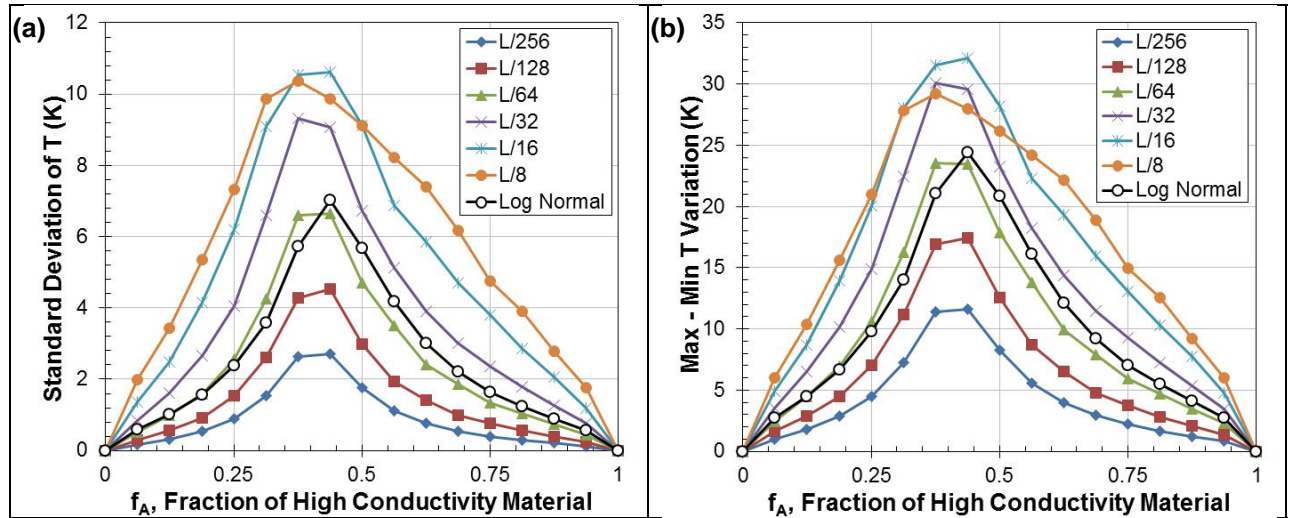 (a)
12
10
8
6
4
2
0
Standard Deviation of T (K)
0
0.25
0.5
0.75
1
f_A, Fraction of High Conductivity Material
L/256
L/128
L/64
L/32
L/16
L/8
Log Normal
(b)
35
30
25
20
15
10
5
0
Max - Min T Variation (K)
0
0.25
0.5
0.75
1
f_A, Fraction of High Conductivity Material
L/256
L/128
L/64
L/32
L/16
L/8
Log Normal